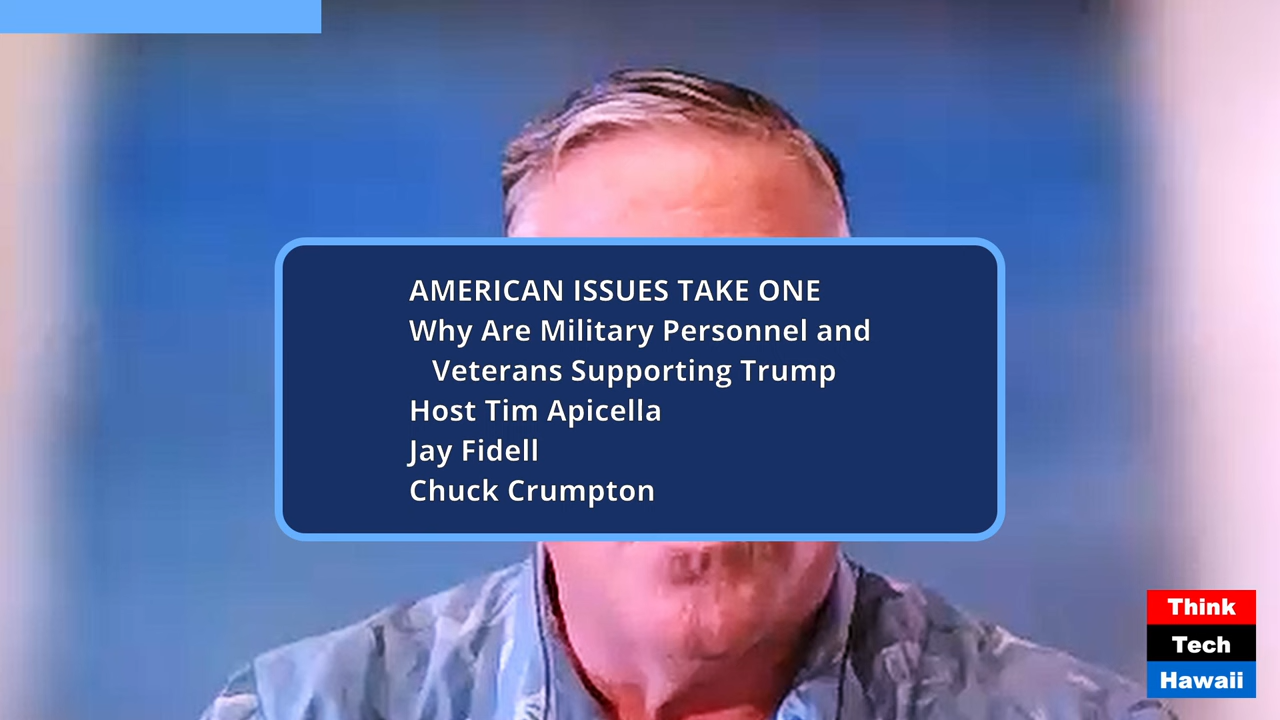 AMERICAN ISSUES TAKE ONE
Why Are Military Personnel and
Veterans Supporting Trump
Host Tim Apicella
Jay Fidell
Chuck Crumpton
Think
Tech
Hawaii